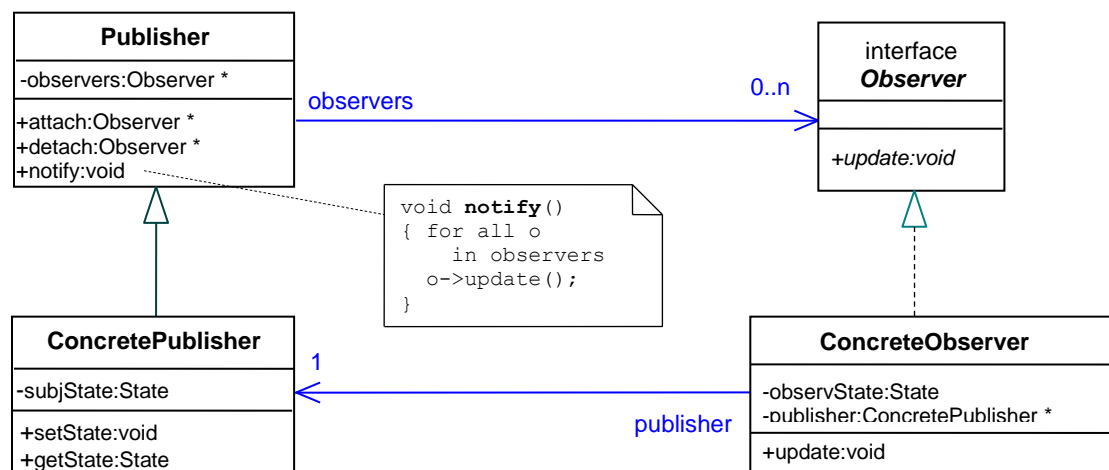 Publisher
-observers:Observer *
+attach:Observer *
+detach:Observer *
+notify:void
observers
0..n
interface
Observer
+update:void
void notify()
{ for all o
in observers
o->update();
}
ConcretePublisher
-subjState:State
+setState:void
+getState:State
1
publisher
ConcreteObserver
-observState:State
-publisher:ConcretePublisher *
+update:void